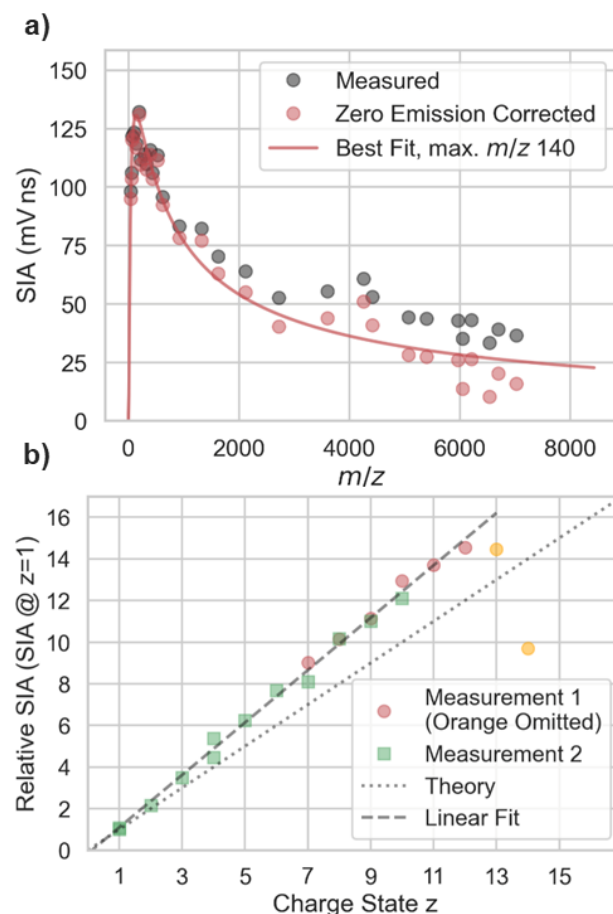 a)
150
125
100
75
50
25
0
SIA (mV ns)
Measured
Zero Emission Corrected
Best Fit, max. m/z 140
0 2000 4000 6000 8000
m/z
b)
16
14
12
10
8
6
4
2
0
Relative SIA (SIA @ z=1)
Measurement 1
(Orange Omitted)
Measurement 2
Theory
Linear Fit
1 3 5 7 9 11 13 15
Charge State z